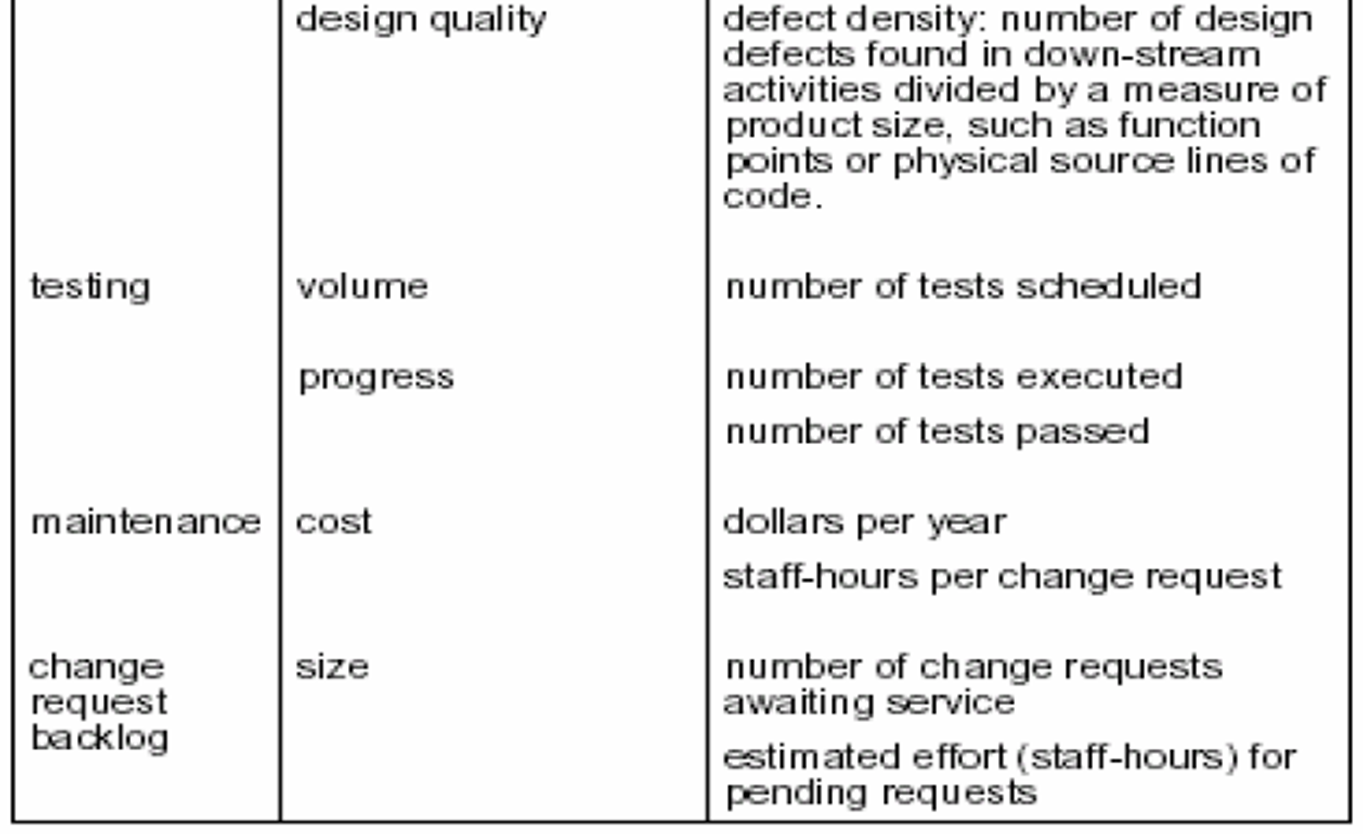 design quality
defect density: number of design
defects found in down-stream
activities divided by a measure of
product size, such as function
points or physical source lines of
code.
testing
volume
number of tests scheduled
progress
number of tests executed
number of tests passed
maintenance
cost
dollars per year
staff-hours per change request
change
request
backlog
size
number of change requests
awaiting service
estimated effort (staff-hours) for
pending requests